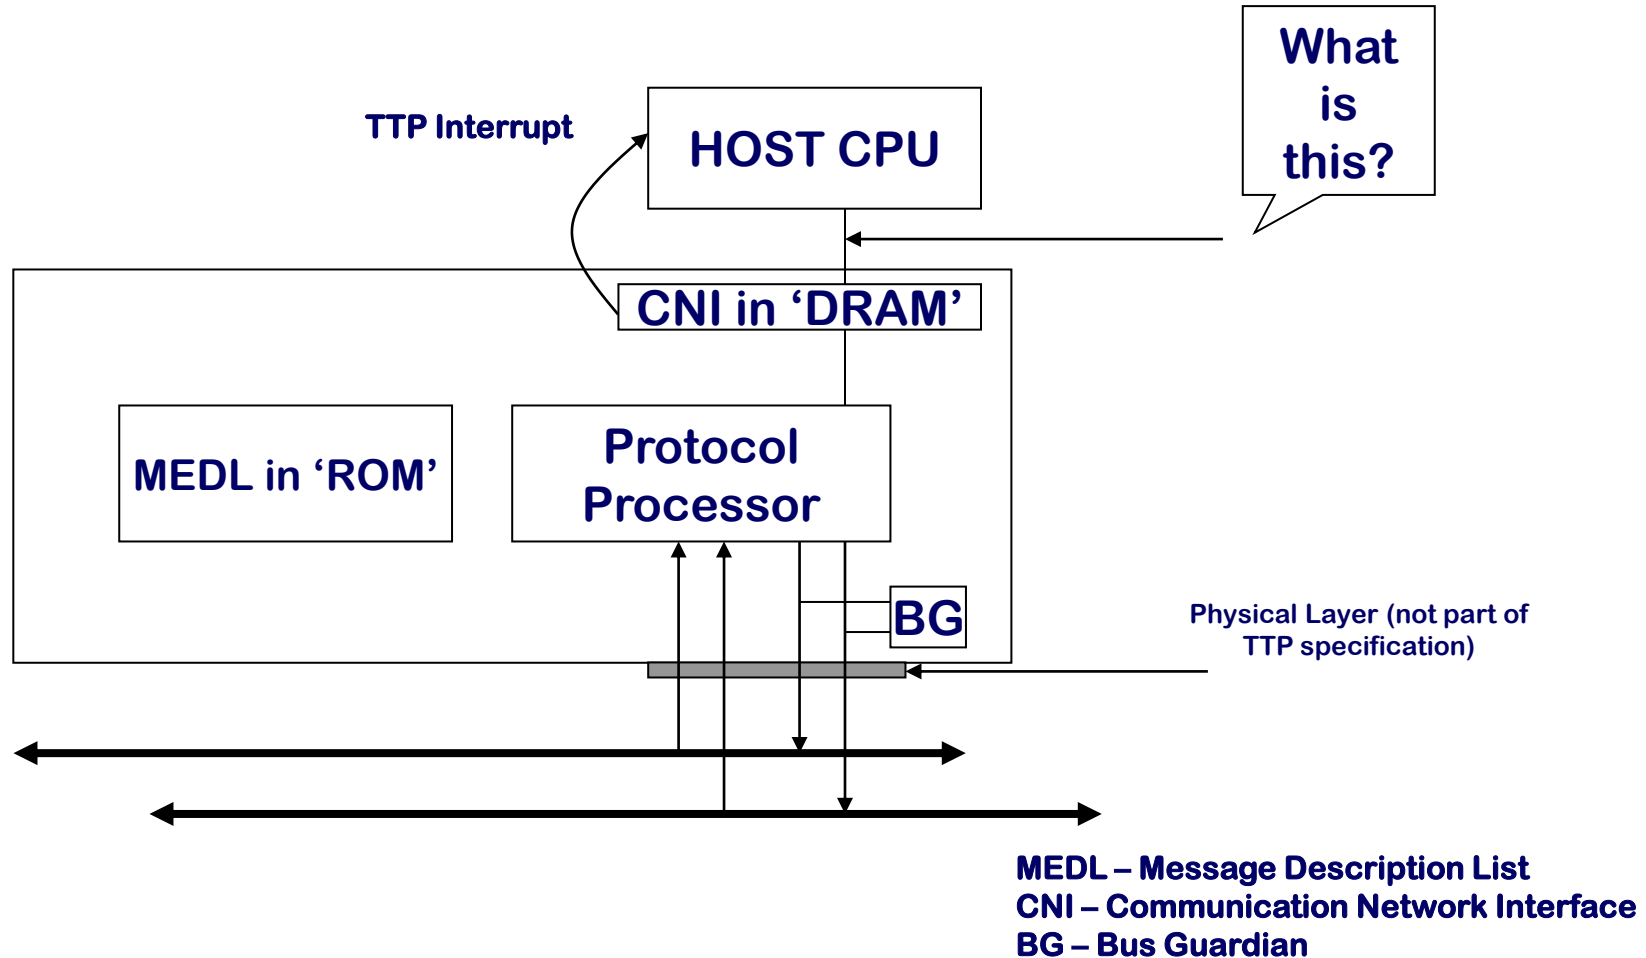 What
is
this?
TTP Interrupt
HOST CPU
CNI in ‘DRAM’
MEDL in ‘ROM’
Protocol
Processor
BG
Physical Layer (not part of
TTP specification)
MEDL – Message Description List
CNI – Communication Network Interface
BG – Bus Guardian